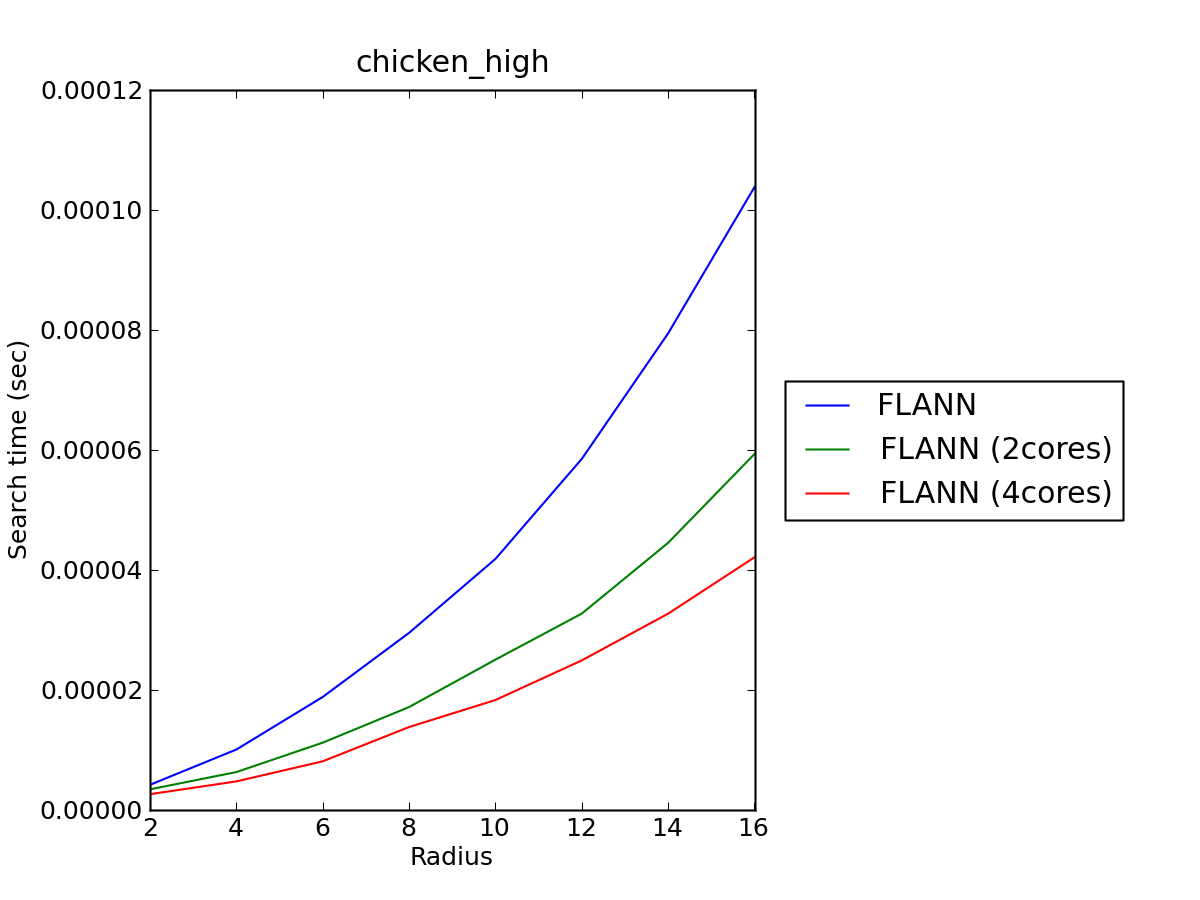 chicken_high
0.00012
0.00010
0.00008
0.00006
0.00004
0.00002
0.00000
Search time (sec)
2 4 6 8 10 12 14 16
Radius
FLANN
FLANN (2cores)
FLANN (4cores)